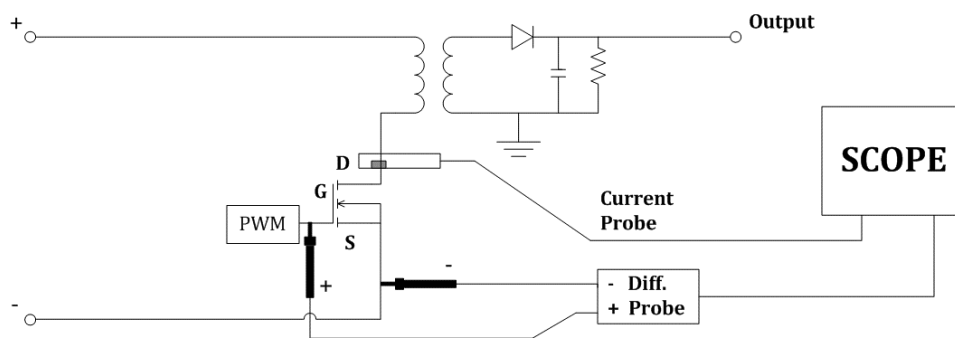 +
Output
D
SCOPE
G
Current
Probe
PWM
S
-
+
- Diff.
+ Probe
-